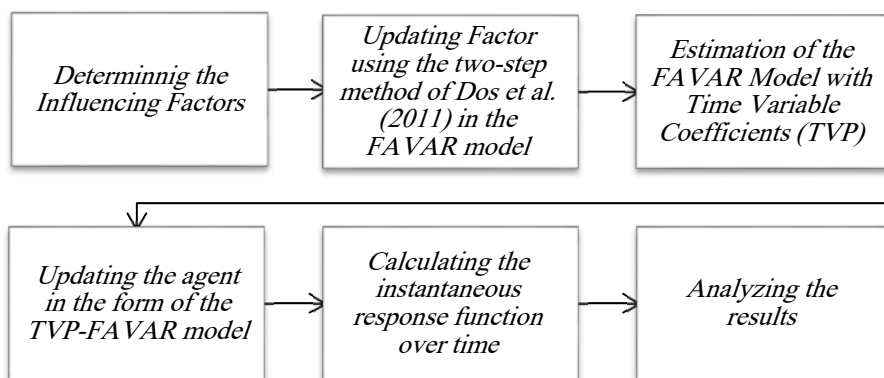 Determinnig the
Influencing Factors
Updating Factor
using the two-step
method of Dos et al.
(2011) in the
FAVAR model
Estimation of the
FAVAR Model with
Time Variable
Coefficients (TVP)
Updating the agent
in the form of the
TVP-FAVAR model
Calculating the
instantaneous
response function
over time
Analyzing the
results